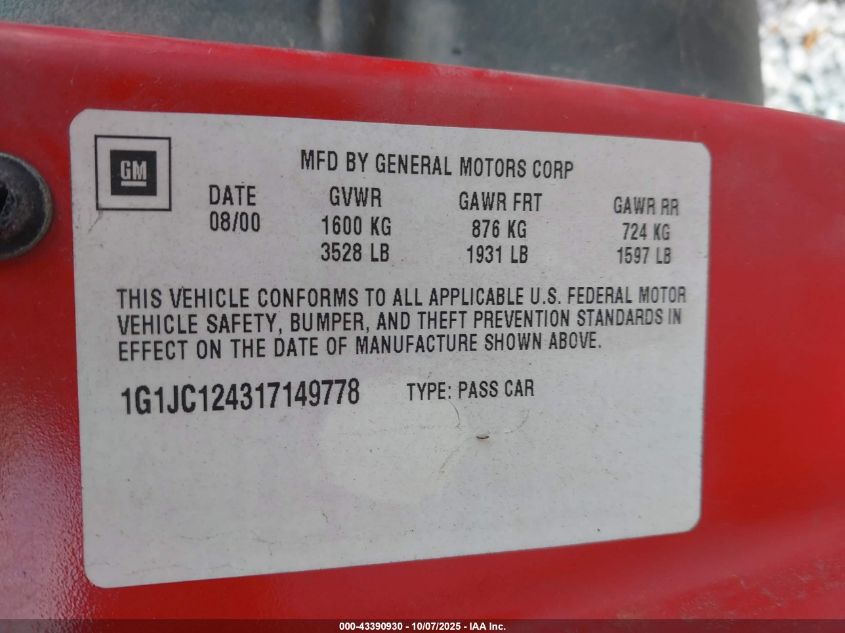 GM
MFD BY GENERAL MOTORS CORP
DATE GVWR GAWR FRT GAWR RR
08/00 1600 KG 876 KG 724 KG
3528 LB 1931 LB 1597 LB
THIS VEHICLE CONFORMS TO ALL APPLICABLE U.S. FEDERAL MOTOR
VEHICLE SAFETY, BUMPER, AND THEFT PREVENTION STANDARDS IN
EFFECT ON THE DATE OF MANUFACTURE SHOWN ABOVE.
1G1JC124317149778 TYPE: PASS CAR
000-43390930 - 10/07/2025 - IAA Inc.